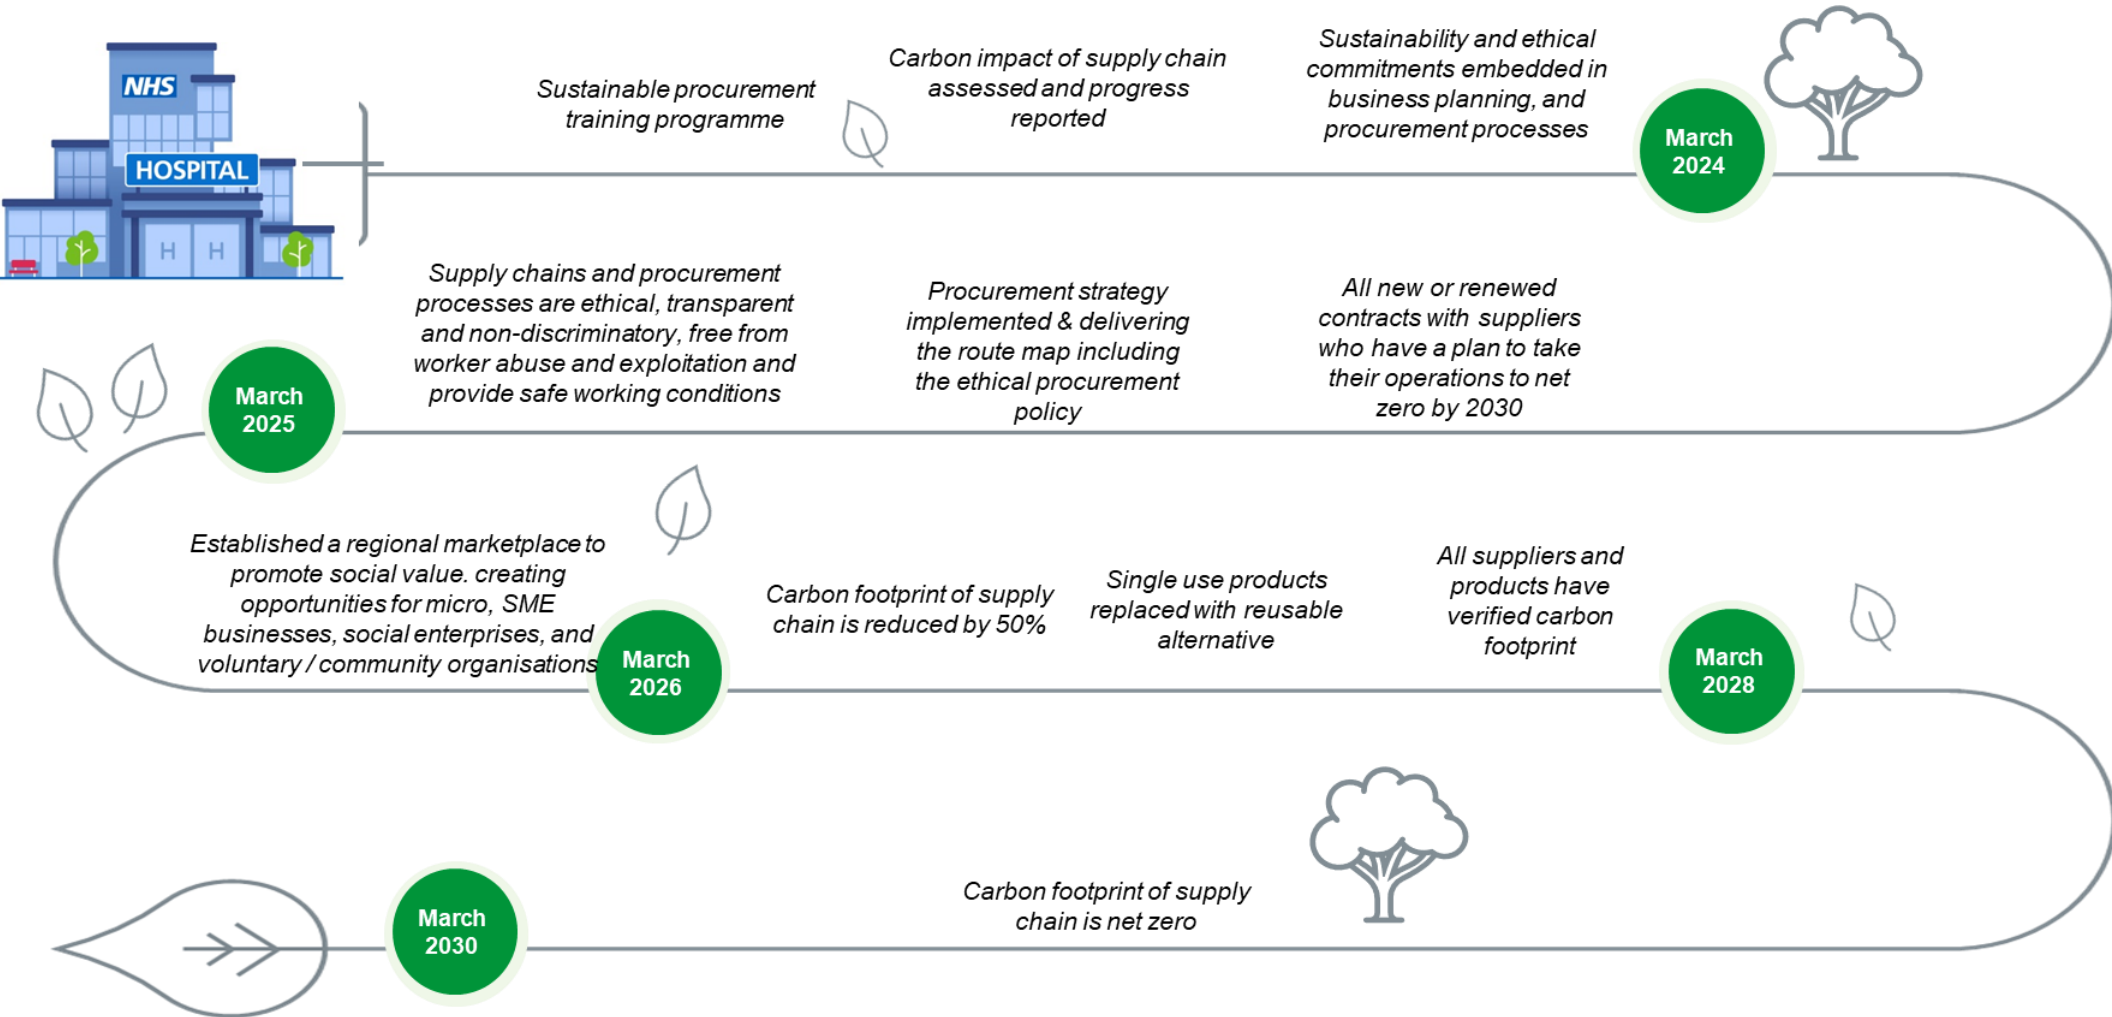 NHS
HOSPITAL
H H
Sustainable procurement
training programme
Carbon impact of supply chain
assessed and progress
reported
Sustainability and ethical
commitments embedded in
business planning, and
procurement processes
March
2024
All new or renewed
contracts with suppliers
who have a plan to take
their operations to net
zero by 2030
Procurement strategy
implemented & delivering
the route map including
the ethical procurement
policy
Supply chains and procurement
processes are ethical, transparent
and non-discriminatory, free from
worker abuse and exploitation and
provide safe working conditions
March
2025
Established a regional marketplace to
promote social value. creating
opportunities for micro, SME
businesses, social enterprises, and
voluntary / community organisations
March
2026
Carbon footprint of supply
chain is reduced by 50%
Single use products
replaced with reusable
alternative
All suppliers and
products have
verified carbon
footprint
March
2028
Carbon footprint of supply
chain is net zero
March
2030